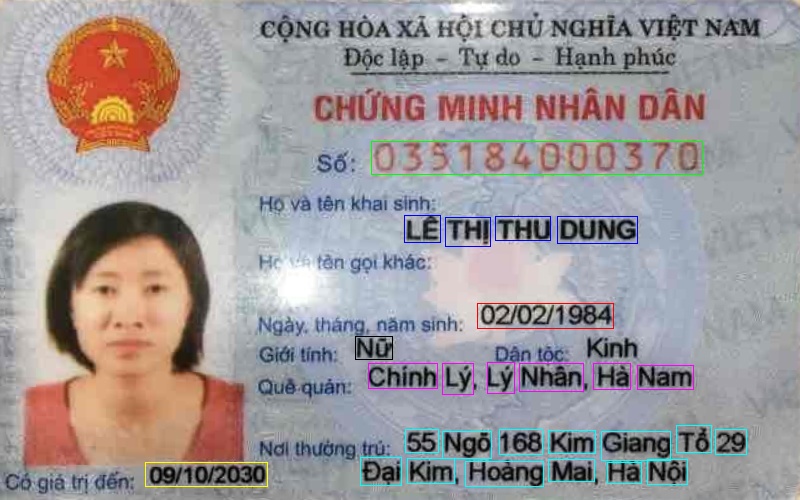 CỘNG HÒA XÃ HỘI CHỦ NGHĨA VIỆT NAM
Độc lập - Tự do - Hạnh phúc
CHỨNG MINH NHÂN DÂN
Số: 035184000370
Họ và tên khai sinh:
LÊ THỊ THU DUNG
Họ và tên gọi khác:
Ngày, tháng, năm sinh: 02/02/1984
Giới tính: Nữ Dân tộc: Kinh
Quê quán: Chính Lý, Lý Nhân, Hà Nam
Nơi thường trú: 55 Ngõ 168 Kim Giang Tổ 29
Đại Kim, Hoàng Mai, Hà Nội
Có giá trị đến: 09/10/2030